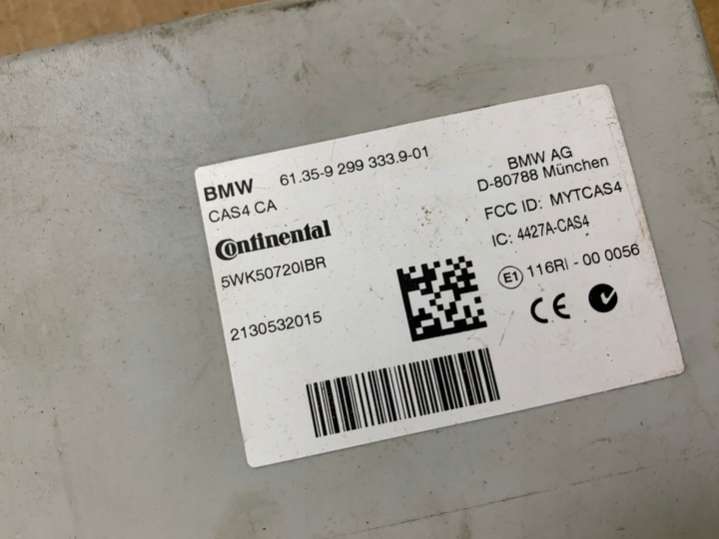 BMW 61.35-9 299 333.9-01
CAS4 CA
Continental
5WK50720IBR
2130532015
BMW AG
D-80788 München
FCC ID: MYTCAS4
IC: 4427A-CAS4
E1 116RI - 00 0056
CE